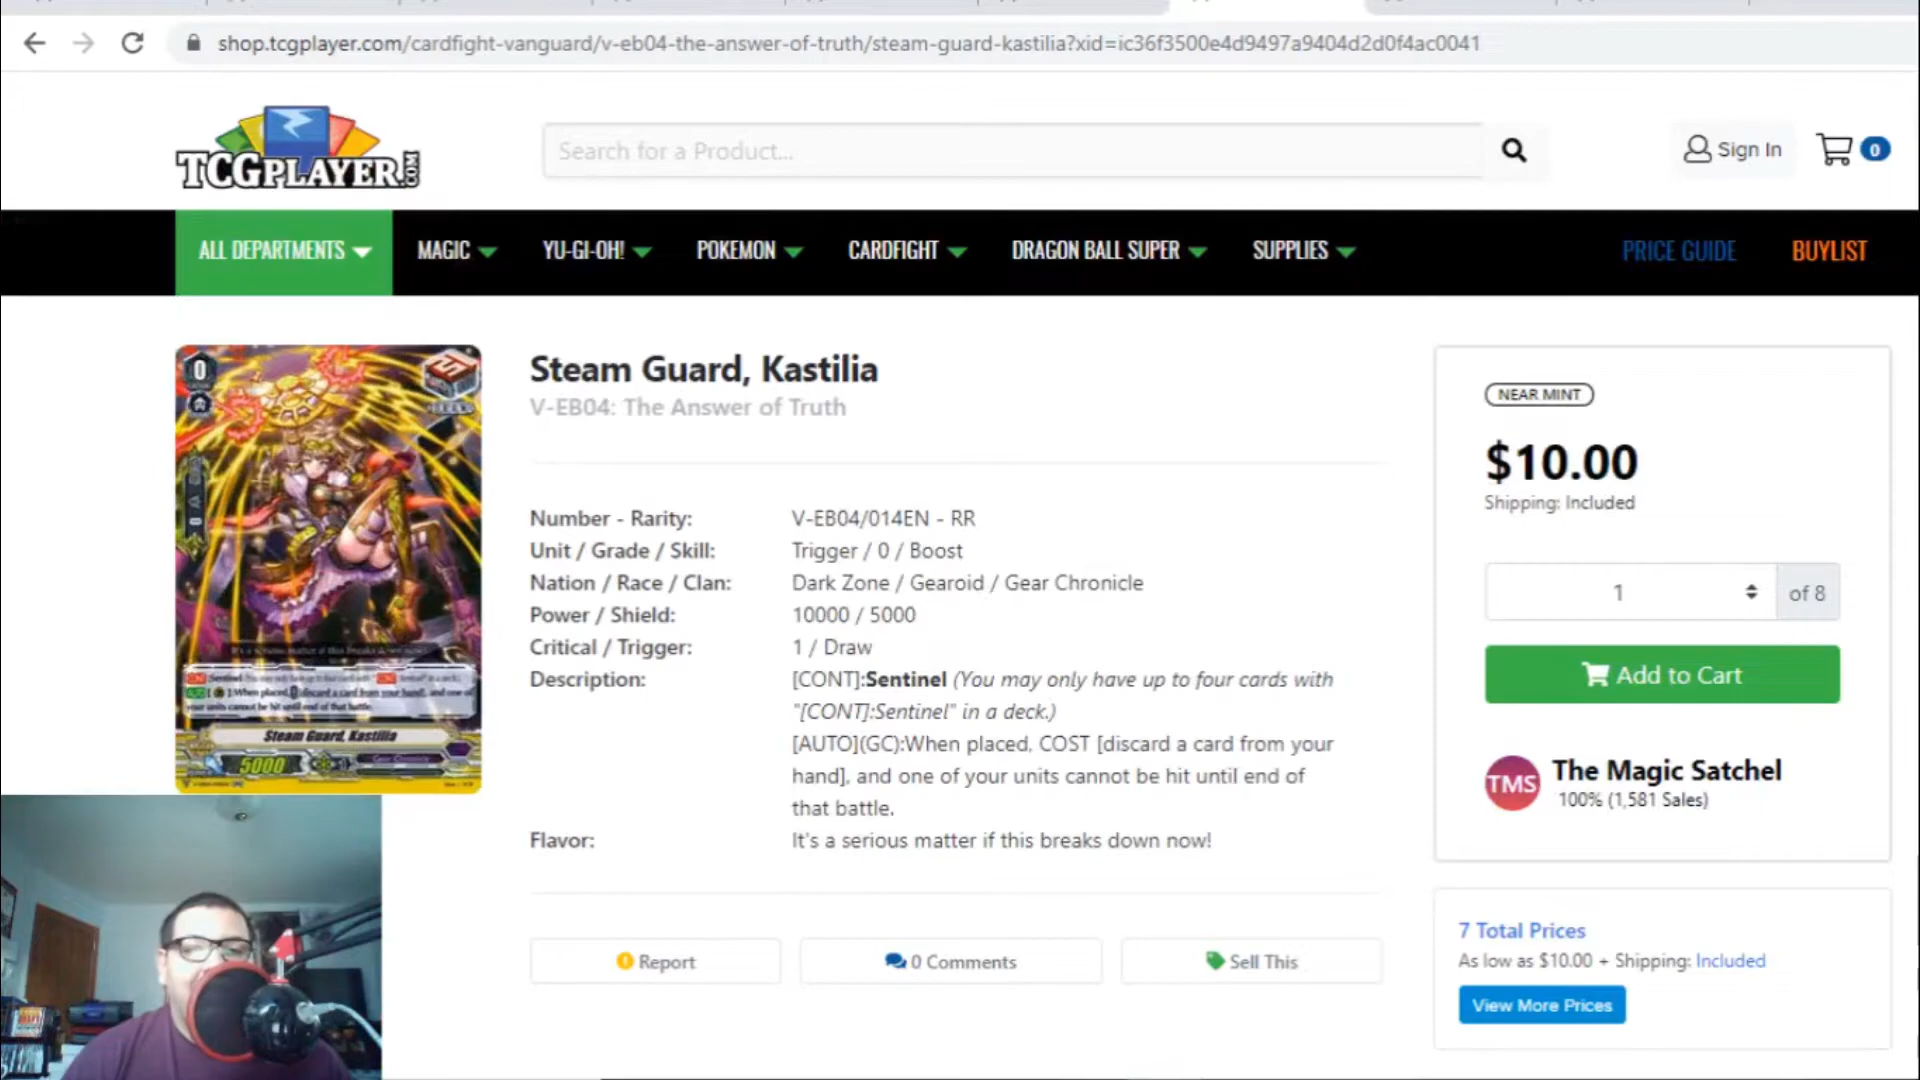 shop.tcgplayer.com/cardfight-vanguard/v-eb04-the-answer-of-truth/steam-guard-kastilia?xid=ic36f3500e4d9497a9404d2d0f4ac0041
TCGPLAYER.COM
Search for a Product...
Sign In
0
ALL DEPARTMENTS
MAGIC
YU-GI-OH!
POKEMON
CARDFIGHT
DRAGON BALL SUPER
SUPPLIES
PRICE GUIDE
BUYLIST
0
Steam Guard, Kastilia
5000
Steam Guard, Kastilia
V-EB04: The Answer of Truth
Number - Rarity: V-EB04/014EN - RR
Unit / Grade / Skill: Trigger / 0 / Boost
Nation / Race / Clan: Dark Zone / Gearoid / Gear Chronicle
Power / Shield: 10000 / 5000
Critical / Trigger: 1 / Draw
Description: [CONT]:Sentinel (You may only have up to four cards with
"[CONT]:Sentinel" in a deck.)
[AUTO](GC):When placed, COST [discard a card from your
hand], and one of your units cannot be hit until end of
that battle.
Flavor: It's a serious matter if this breaks down now!
Report
0 Comments
Sell This
NEAR MINT
$10.00
Shipping: Included
1
of 8
Add to Cart
TMS
The Magic Satchel
100% (1,581 Sales)
7 Total Prices
As low as $10.00 + Shipping: Included
View More Prices